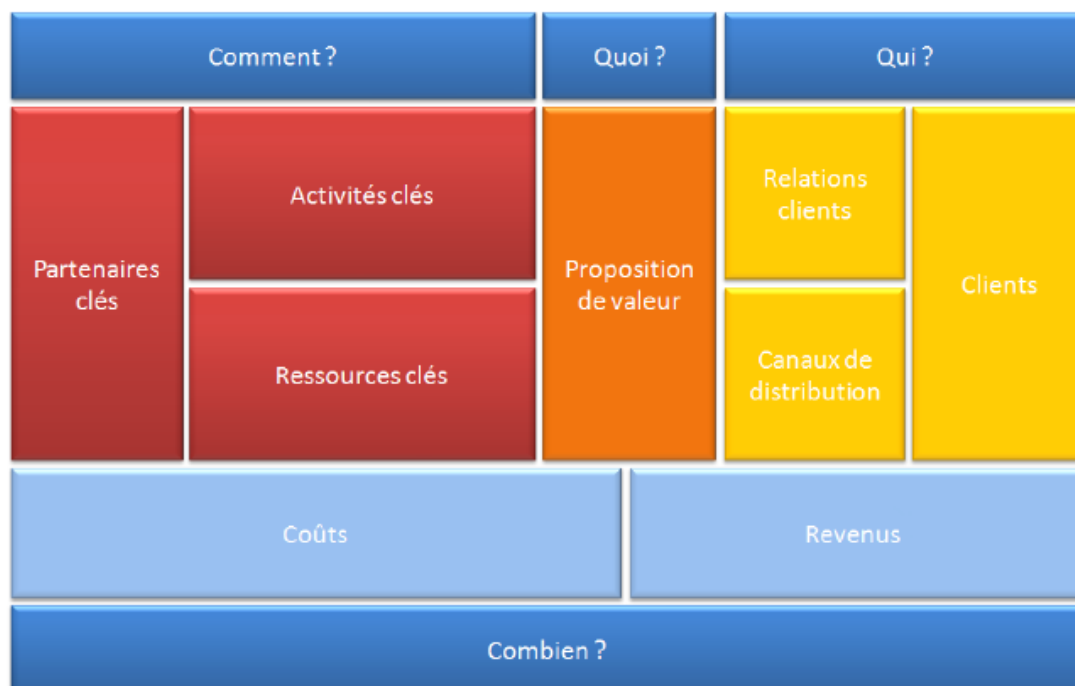 Comment ?
Quoi ?
Qui ?
Partenaires
clés
Activités clés
Ressources clés
Proposition
de valeur
Relations
clients
Canaux de
distribution
Clients
Coûts
Revenus
Combien ?